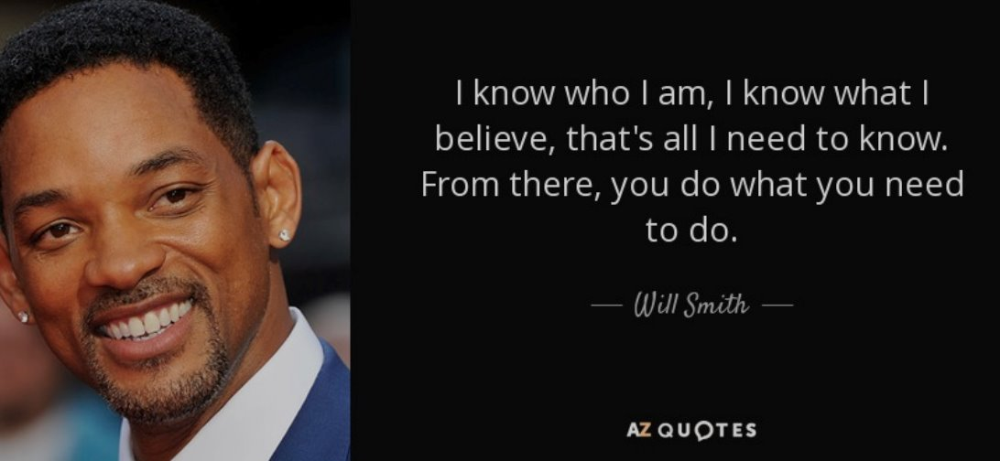 I know who I am, I know what I
believe, that's all I need to know.
From there, you do what you need
to do.
Will Smith
AZ QUOTES